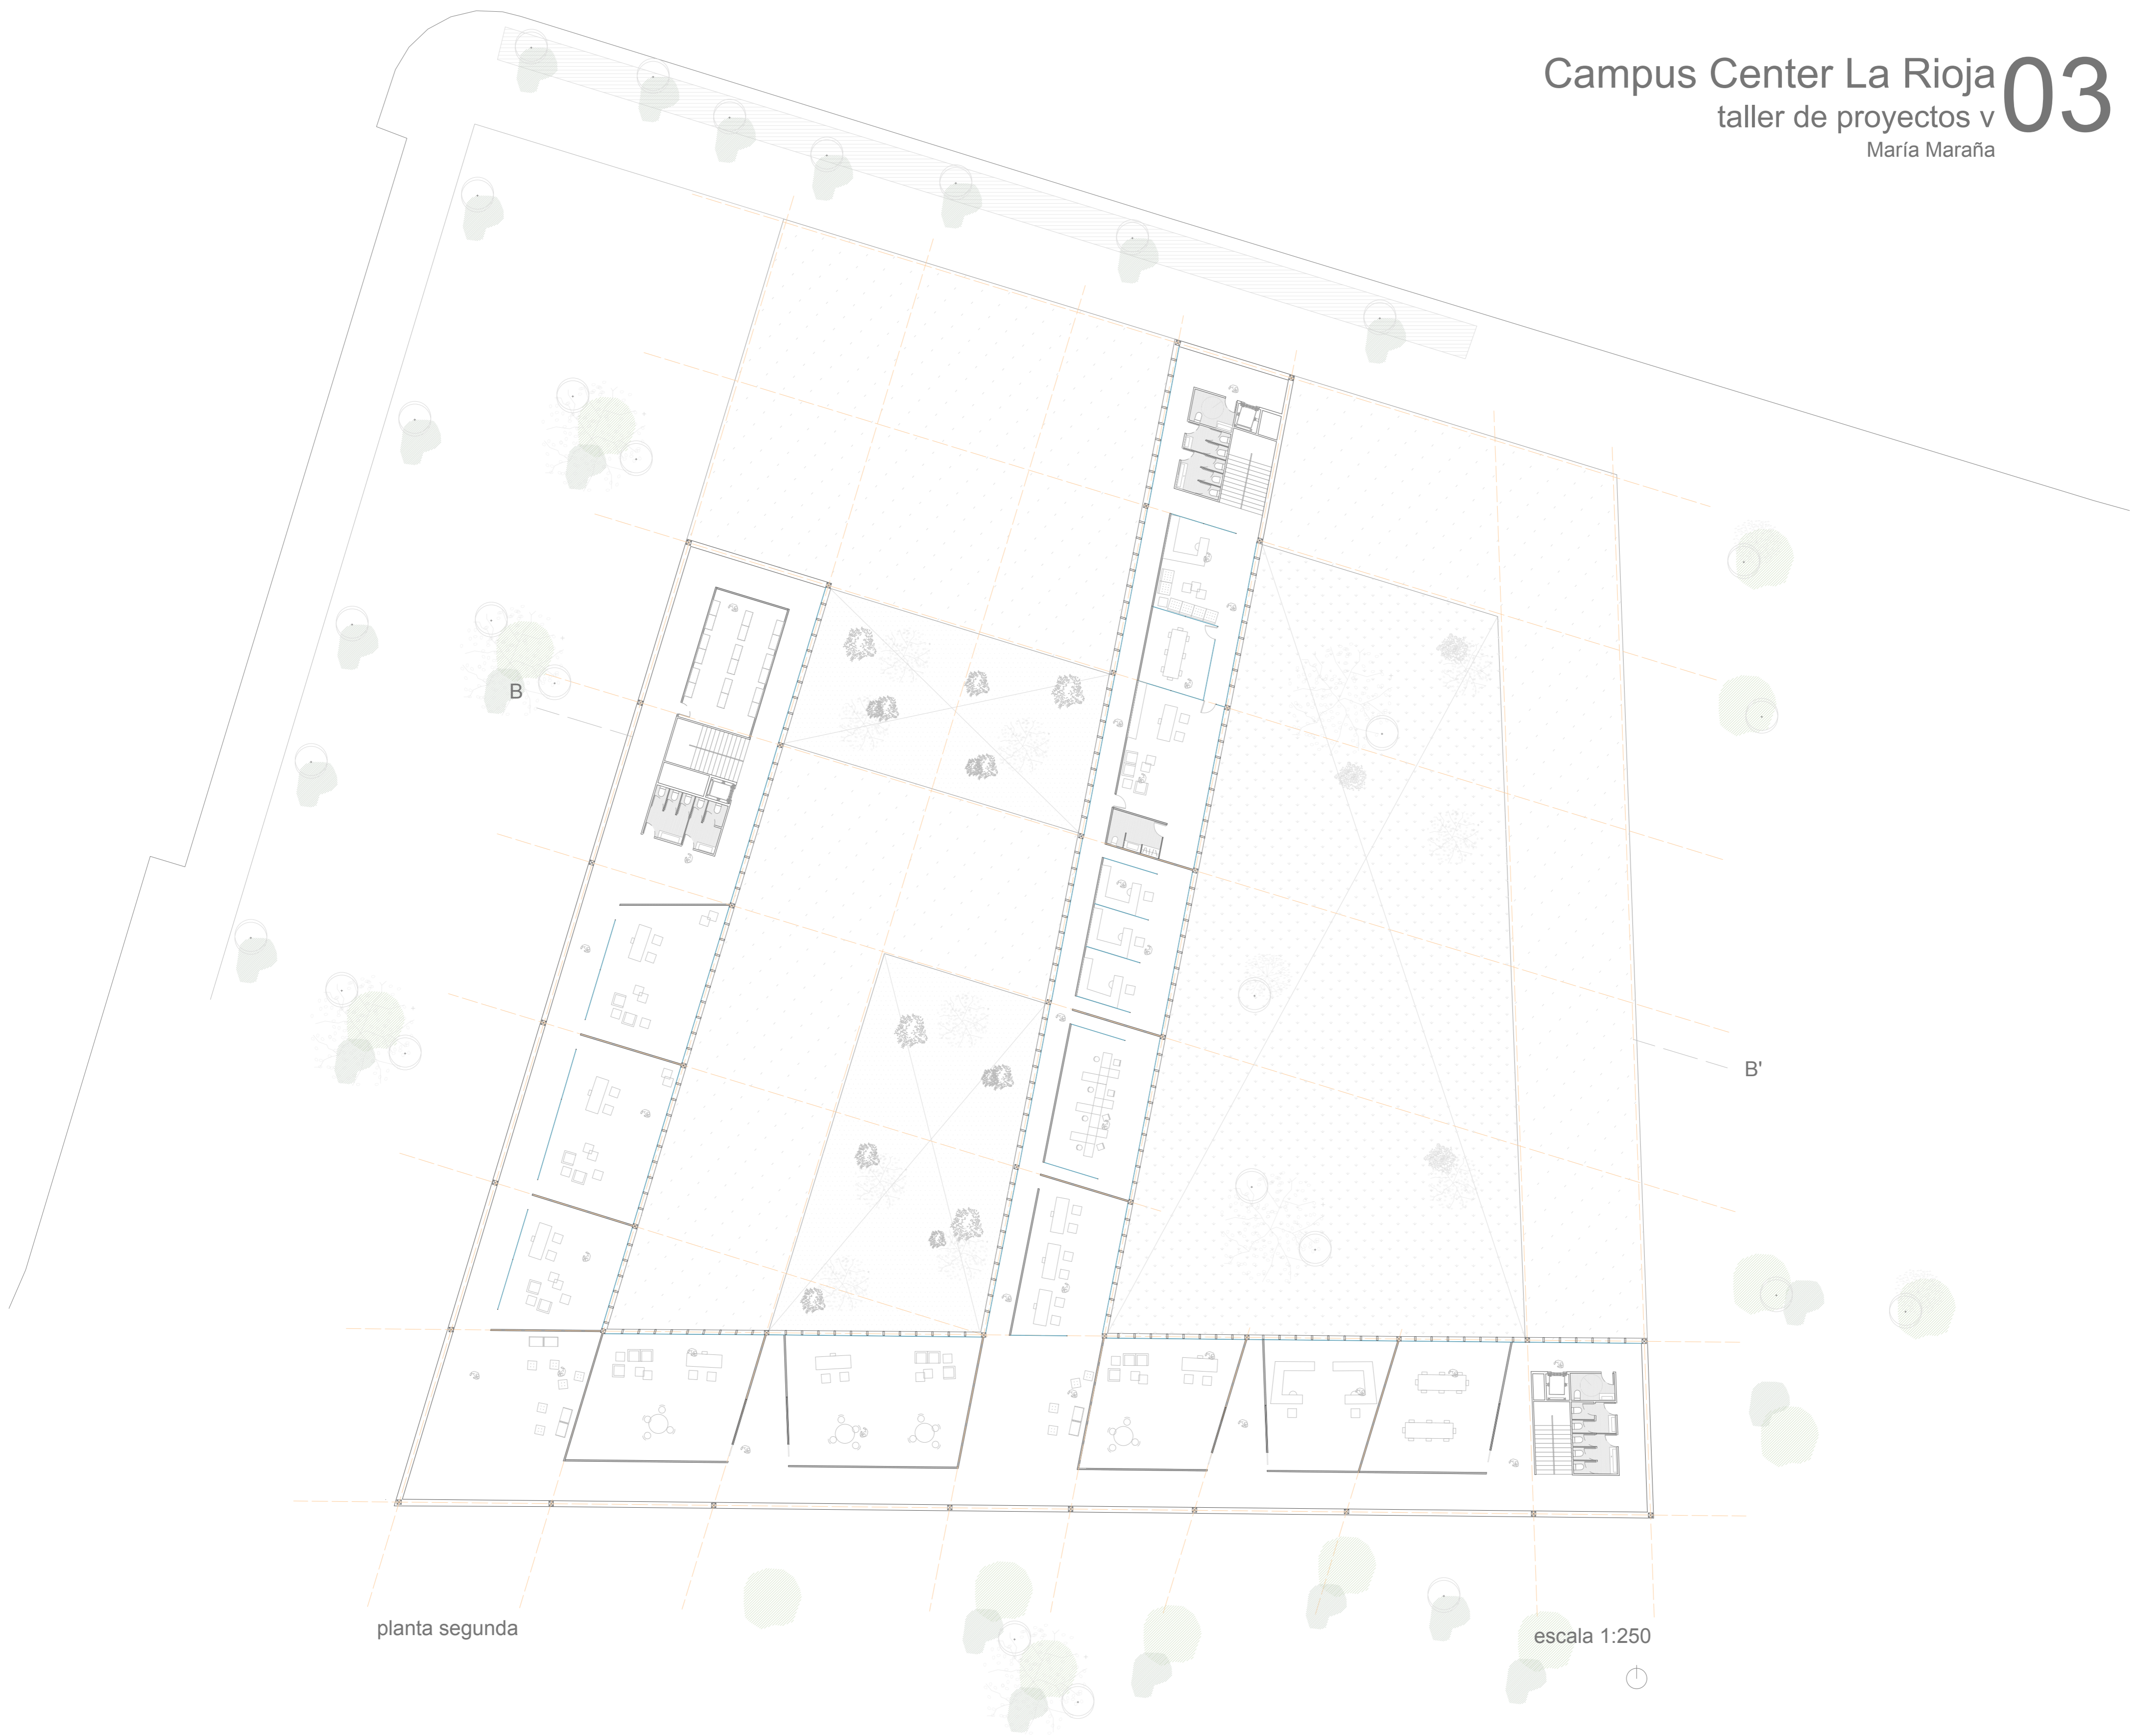 Campus Center La Rioja 03
taller de proyectos v
María Maraña
B
B'
planta segunda
escala 1:250